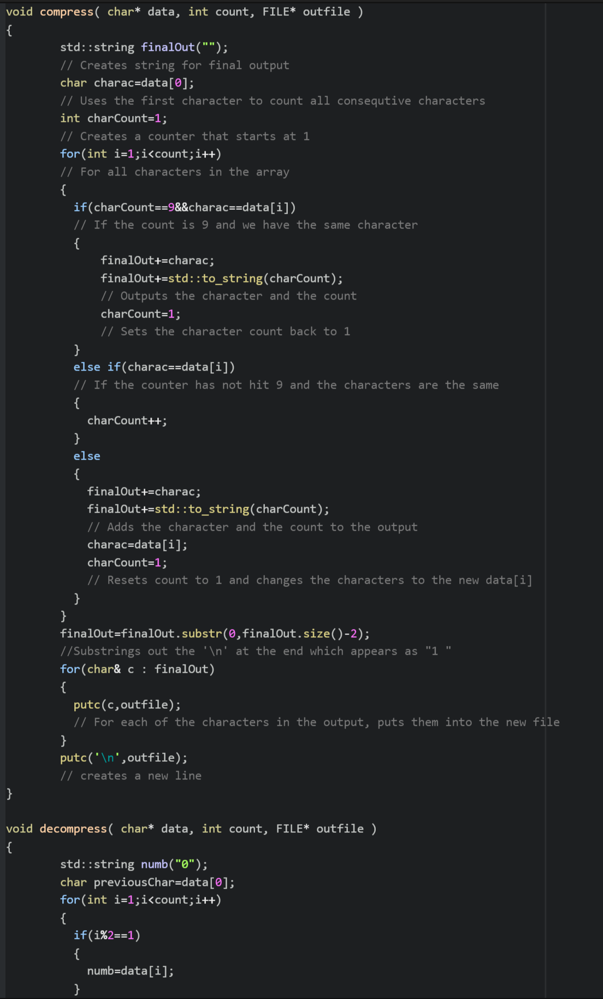 void compress( char* data, int count, FILE* outfile )
{
        std::string finalOut("");
        // Creates string for final output
        char charac=data[0];
        // Uses the first character to count all consequtive characters
        int charCount=1;
        // Creates a counter that starts at 1
        for(int i=1;i<count;i++)
        // For all characters in the array
        {
          if(charCount==9&&charac==data[i])
          // If the count is 9 and we have the same character
          {
              finalOut+=charac;
              finalOut+=std::to_string(charCount);
              // Outputs the character and the count
              charCount=1;
              // Sets the character count back to 1
          }
          else if(charac==data[i])
          // If the counter has not hit 9 and the characters are the same
          {
            charCount++;
          }
          else
          {
            finalOut+=charac;
            finalOut+=std::to_string(charCount);
            // Adds the character and the count to the output
            charac=data[i];
            charCount=1;
            // Resets count to 1 and changes the characters to the new data[i]
          }
        }
        finalOut=finalOut.substr(0,finalOut.size()-2);
        //Substrings out the '\n' at the end which appears as "1 "
        for(char& c : finalOut)
        {
          putc(c,outfile);
          // For each of the characters in the output, puts them into the new file
        }
        putc('\n',outfile);
        // creates a new line
}

void decompress( char* data, int count, FILE* outfile )
{
        std::string numb("0");
        char previousChar=data[0];
        for(int i=1;i<count;i++)
        {
          if(i%2==1)
          {
            numb=data[i];
          }